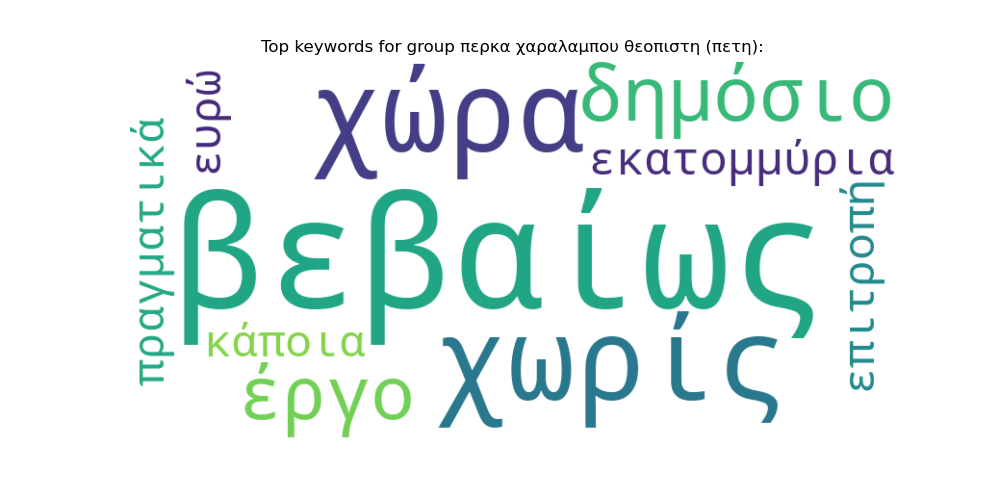 Top keywords for group περκα χαραλαμπου θεοπιστη (πετη):
ευρώ
χώρα
δημόσιο
εκατομμύρια
πραγματικά
βεβαίως
επιτροπή
κάποια
χωρίς
έργο